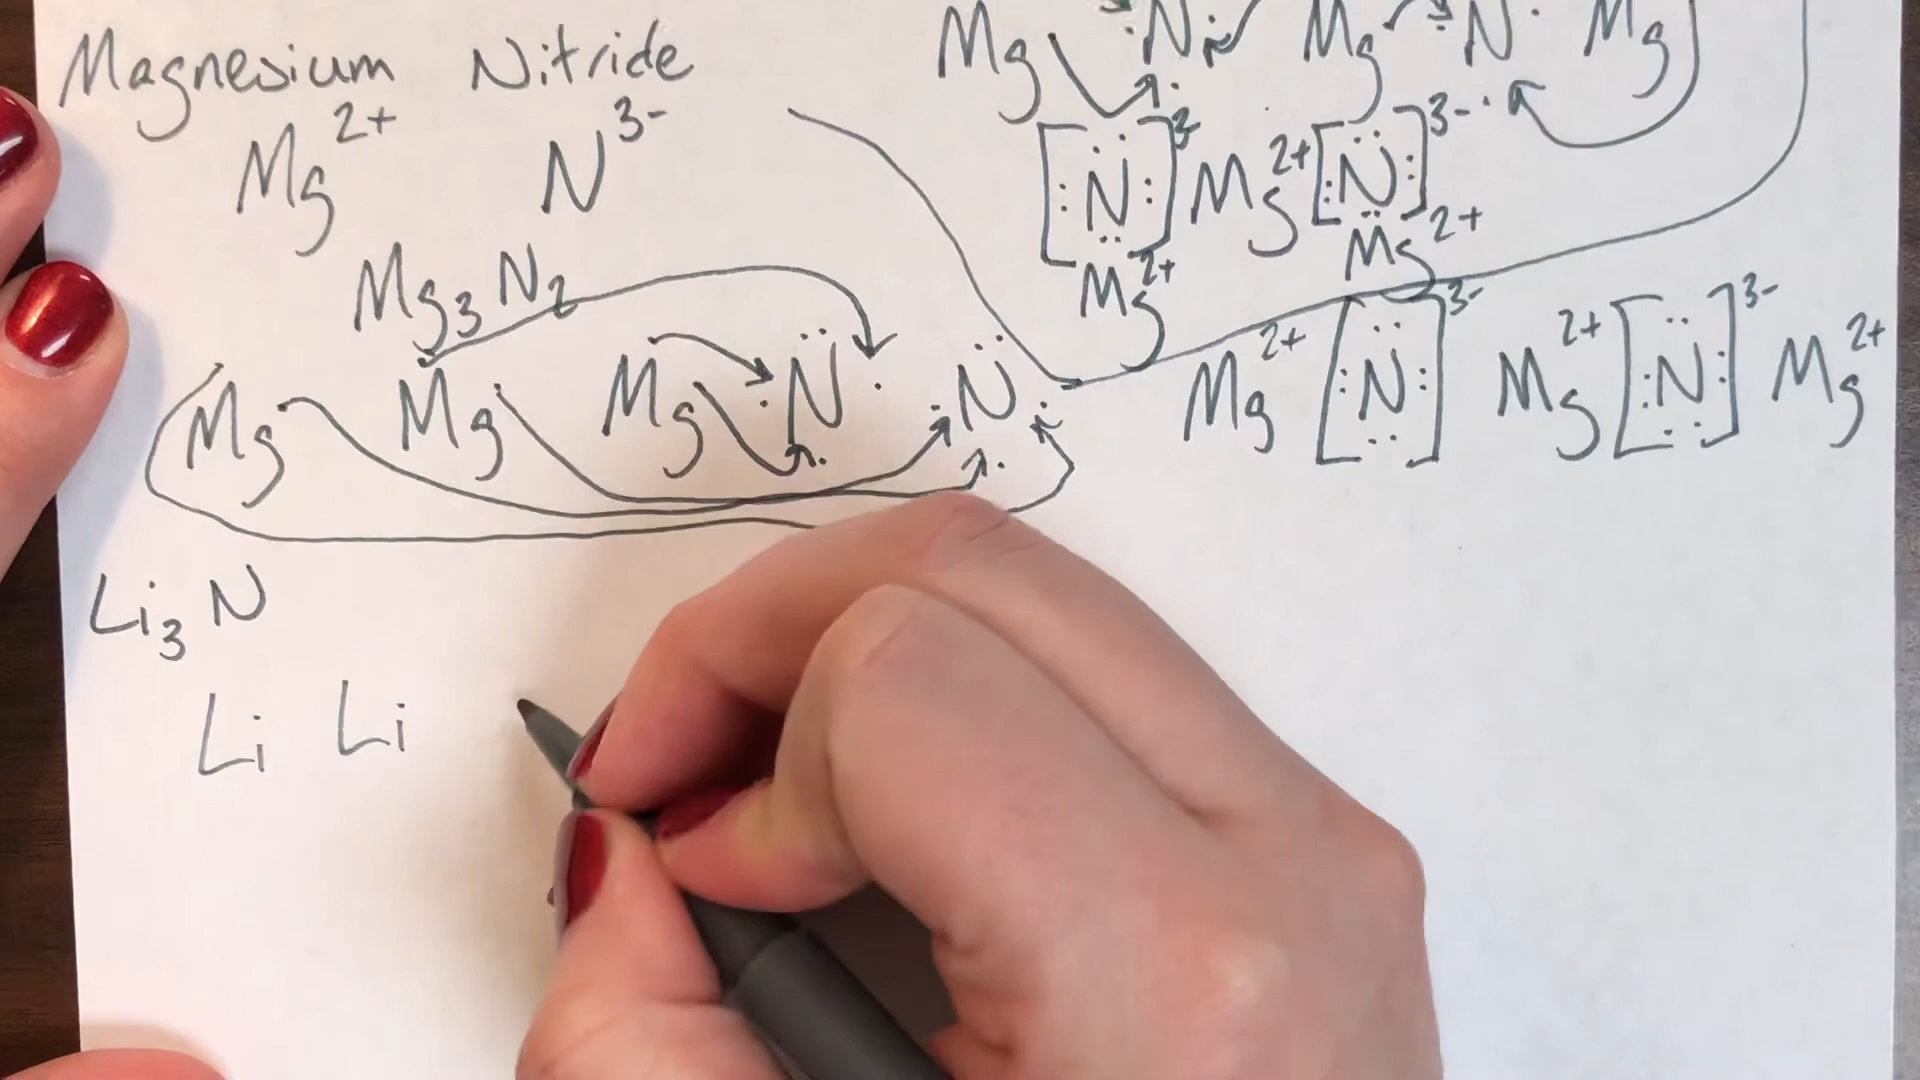 Magnesium Nitride
Mg²⁺ N³⁻
Mg₃N₂
Mg Mg Mg N N
Li₃N
Li Li
Mg N Mg N Mg
[N]³⁻ Mg²⁺ [N]³⁻
Mg²⁺ Mg²⁺
Mg²⁺ [N]³⁻ Mg²⁺ [N]³⁻ Mg²⁺